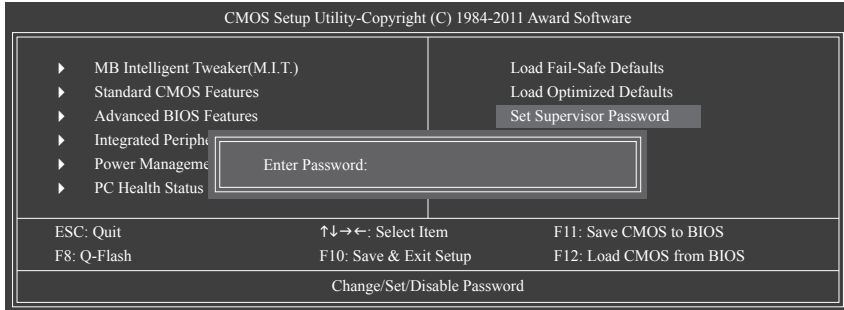 CMOS Setup Utility-Copyright (C) 1984-2011 Award Software
MB Intelligent Tweaker(M.I.T.)
Standard CMOS Features
Advanced BIOS Features
Integrated Periphe
Power Manageme
PC Health Status
Load Fail-Safe Defaults
Load Optimized Defaults
Set Supervisor Password
Enter Password:
ESC: Quit ↑↓→←: Select Item F11: Save CMOS to BIOS
F8: Q-Flash F10: Save & Exit Setup F12: Load CMOS from BIOS
Change/Set/Disable Password